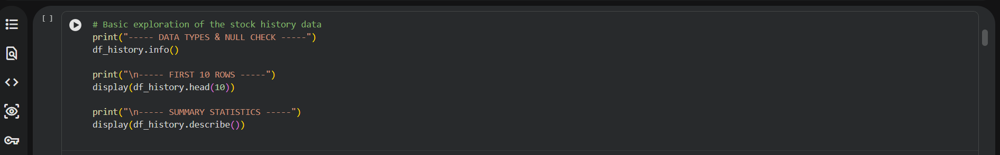 [ ]
# Basic exploration of the stock history data
print("----- DATA TYPES & NULL CHECK -----")
df_history.info()
print("\n----- FIRST 10 ROWS -----")
display(df_history.head(10))
print("\n----- SUMMARY STATISTICS -----")
display(df_history.describe())